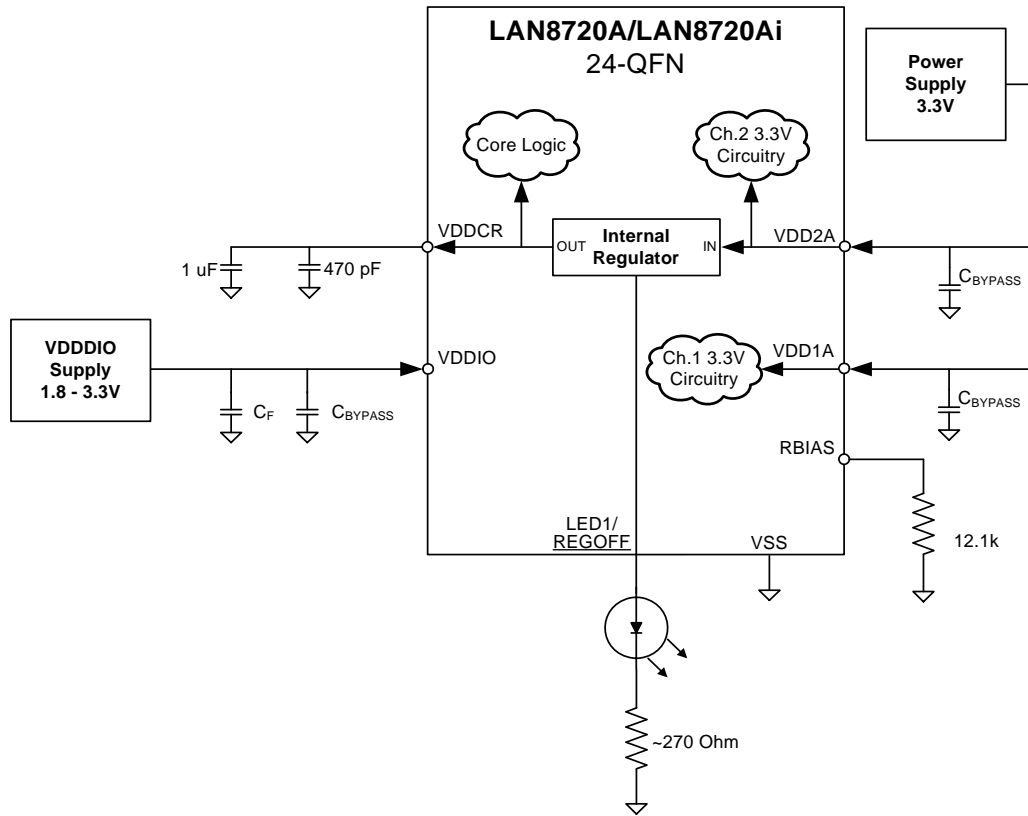 LAN8720A/LAN8720Ai
24-QFN
Power
Supply
3.3V
Core Logic
Ch.2 3.3V
Circuitry
VDDCR
OUT
Internal
Regulator
IN
VDD2A
1 uF
470 pF
CBYPASS
VDDDIO
Supply
1.8 - 3.3V
VDDIO
Ch.1 3.3V
Circuitry
VDD1A
CF
CBYPASS
CBYPASS
RBIAS
12.1k
LED1/
REGOFF
VSS
~270 Ohm